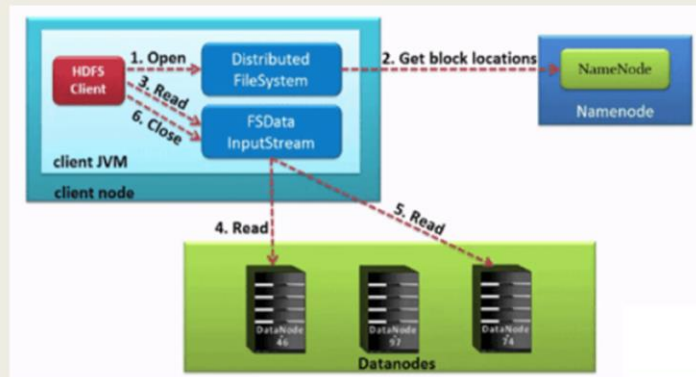 HDFS
Client
1. Open
Distributed
FileSystem
2. Get block locations
NameNode
Namenode
3. Read
6. Close
FSData
InputStream
client JVM
client node
4. Read
5. Read
DataNode
46
DataNode
97
DataNode
74
Datanodes